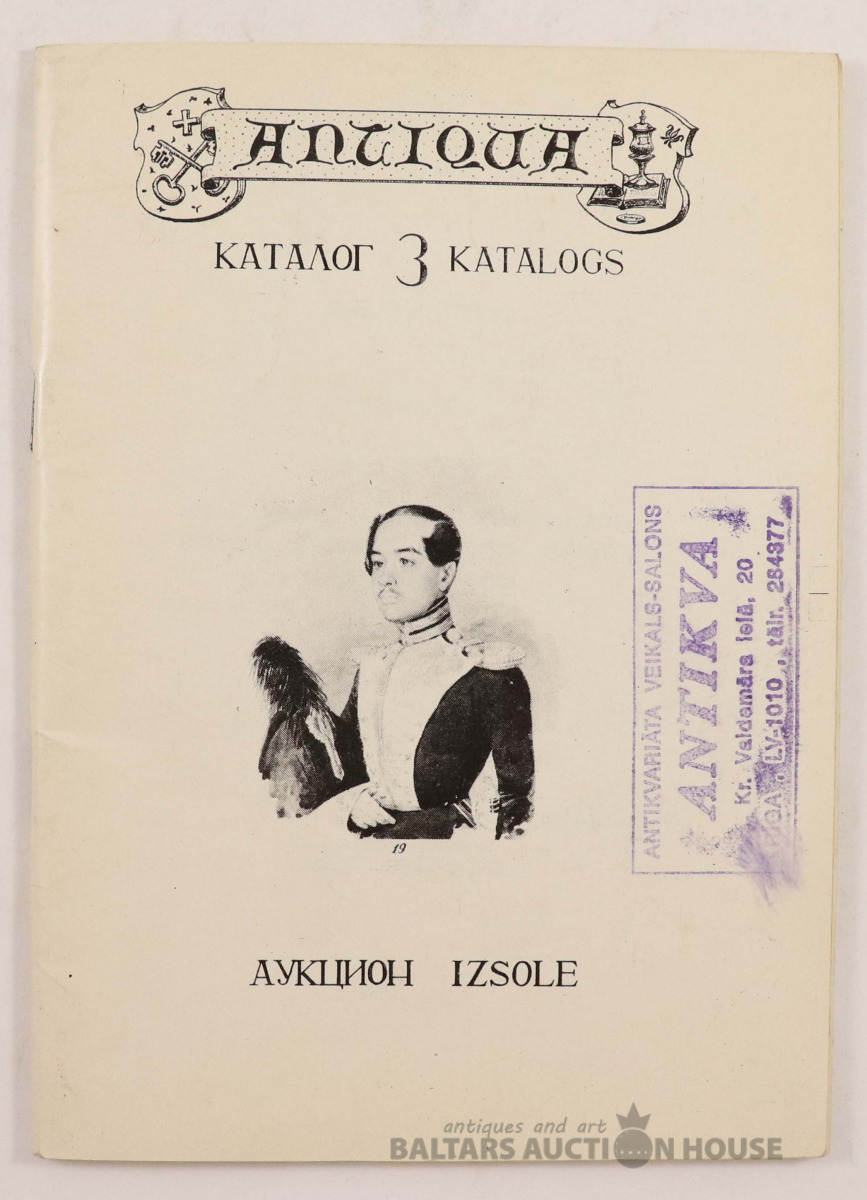 ANTIQUA
КАТАЛОГ 3 KATALOGS
19
АУКЦИОН IZSOLE
ANTIKVARIĀTA VEIKALS-SALONS
ANTIKVA
Kr. Valdemāra ielā, 20
LV-1010, tālr. 284377
antiques and art
BALTARS AUCTION HOUSE